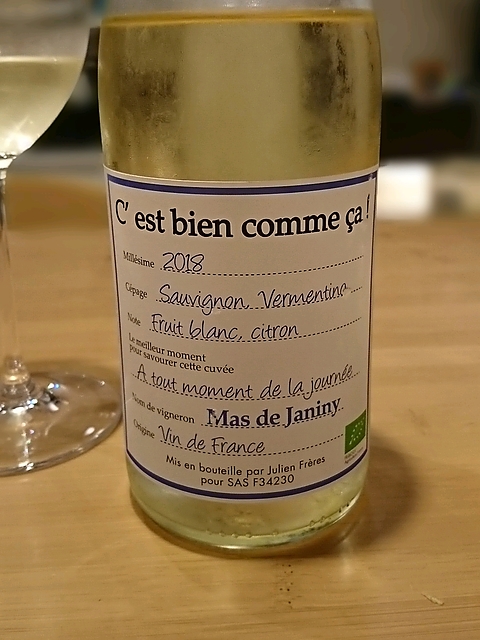 C' est bien comme ça !
Millésime 2018
Cépage Sauvignon, Vermentino
Note Fruit blanc, citron
Le meilleur moment
pour savourer cette cuvée
A tout moment de la journée
Nom de vigneron Mas de Janiny
Origine Vin de France
Mis en bouteille par Julien Frères
pour SAS F34230